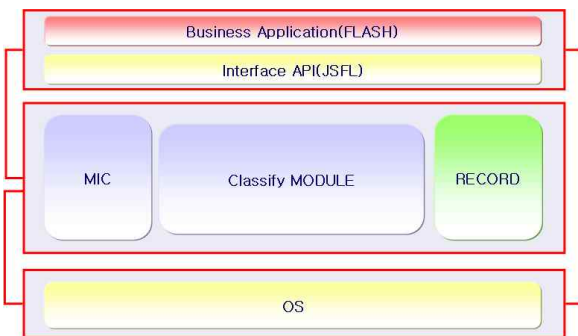 Business Application(FLASH)
Interface API(JSFL)
MIC
Classify MODULE
RECORD
OS